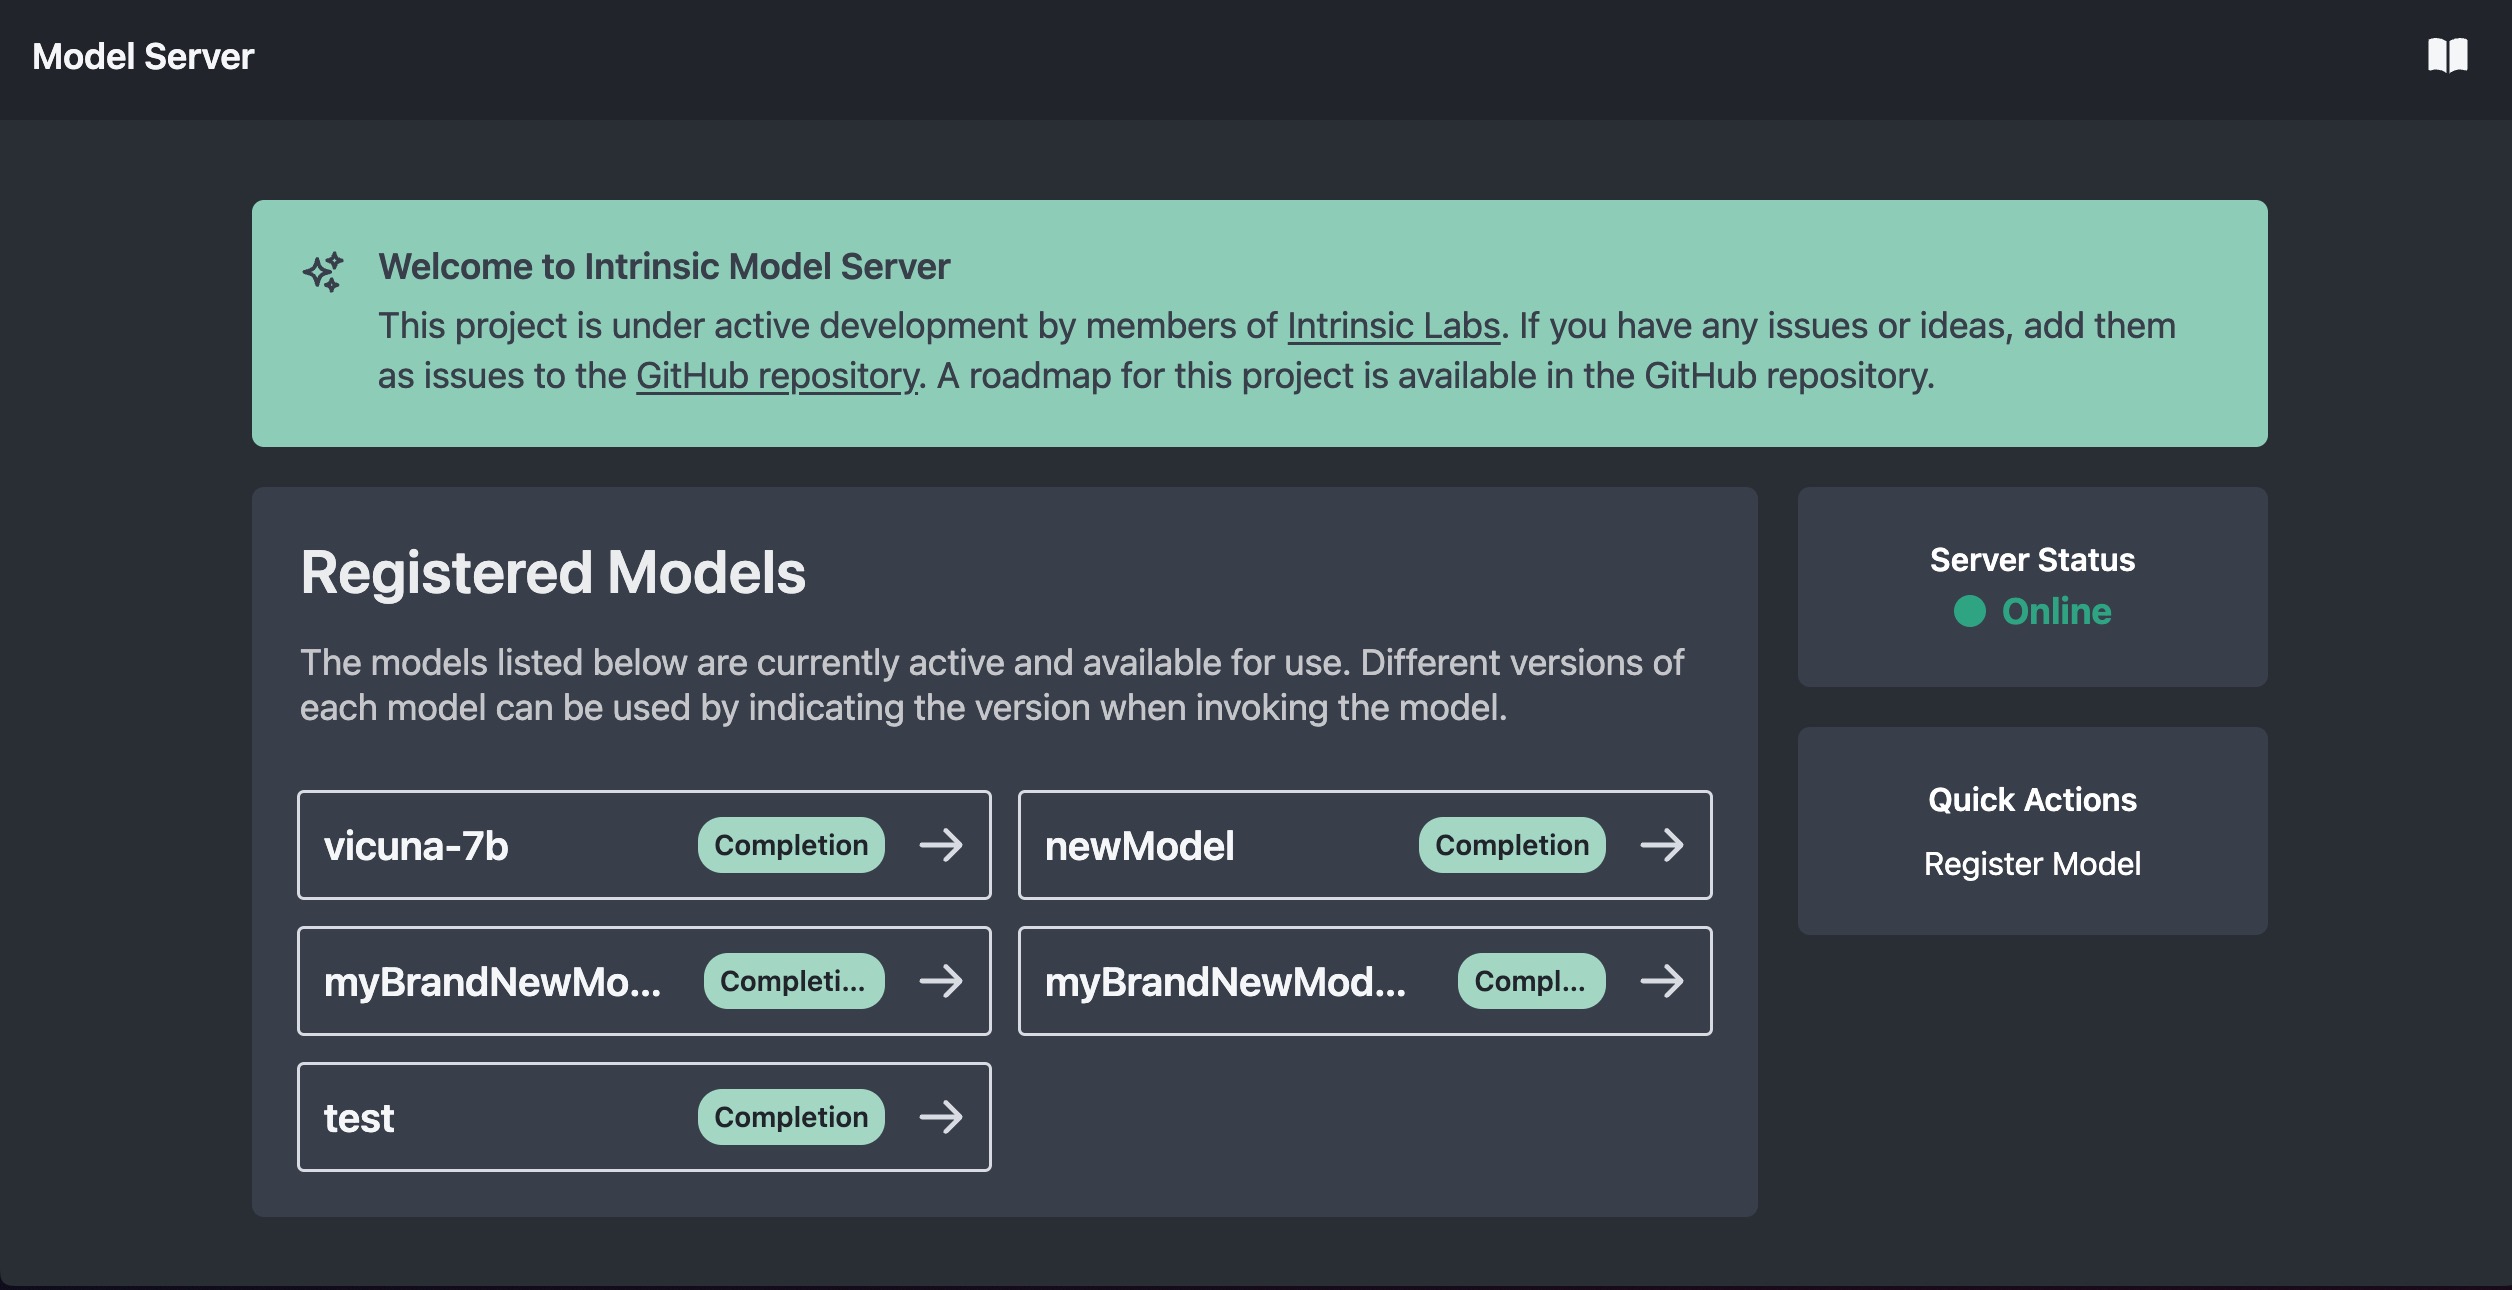 Model Server
Welcome to Intrinsic Model Server
This project is under active development by members of Intrinsic Labs. If you have any issues or ideas, add them
as issues to the GitHub repository. A roadmap for this project is available in the GitHub repository.
Registered Models
The models listed below are currently active and available for use. Different versions of
each model can be used by indicating the version when invoking the model.
vicuna-7b Completion
newModel Completion
myBrandNewMo... Completi...
myBrandNewMod... Compl...
test Completion
Server Status
Online
Quick Actions
Register Model